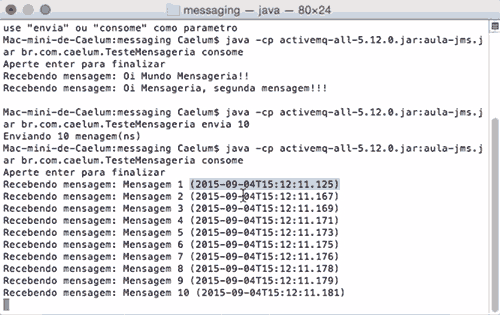 messaging — java — 80×24
use "envia" ou "consome" como parametro
Mac-mini-de-Caelum:messaging Caelum$ java -cp activemq-all-5.12.0.jar:aula-jms.j
ar br.com.caelum.TesteMensageria consome
Aperte enter para finalizar
Recebendo mensagem: Oi Mundo Mensageria!!
Recebendo mensagem: Oi Mensageria, segunda mensagem!!!
Mac-mini-de-Caelum:messaging Caelum$ java -cp activemq-all-5.12.0.jar:aula-jms.j
ar br.com.caelum.TesteMensageria envia 10
Enviando 10 menagem(ns)
Mac-mini-de-Caelum:messaging Caelum$ java -cp activemq-all-5.12.0.jar:aula-jms.j
ar br.com.caelum.TesteMensageria consome
Aperte enter para finalizar
Recebendo mensagem: Mensagem 1 (2015-09-04T15:12:11.125)
Recebendo mensagem: Mensagem 2 (2015-09-04T15:12:11.167)
Recebendo mensagem: Mensagem 3 (2015-09-04T15:12:11.169)
Recebendo mensagem: Mensagem 4 (2015-09-04T15:12:11.171)
Recebendo mensagem: Mensagem 5 (2015-09-04T15:12:11.173)
Recebendo mensagem: Mensagem 6 (2015-09-04T15:12:11.175)
Recebendo mensagem: Mensagem 7 (2015-09-04T15:12:11.176)
Recebendo mensagem: Mensagem 8 (2015-09-04T15:12:11.178)
Recebendo mensagem: Mensagem 9 (2015-09-04T15:12:11.179)
Recebendo mensagem: Mensagem 10 (2015-09-04T15:12:11.181)